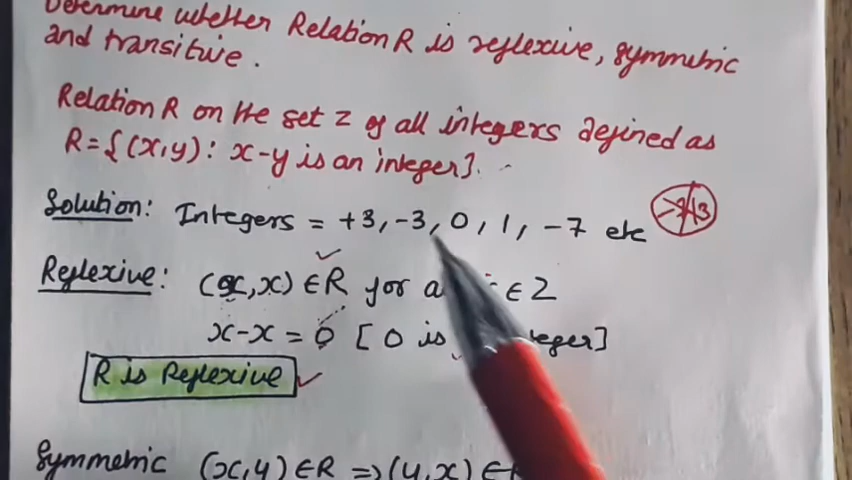 Determine whether Relation R is reflexive, symmetric
and transitive.
Relation R on the set Z of all integers defined as
R = {(x,y) : x-y is an integer}.
Solution: Integers = +3, -3, 0, 1, -7 etc
Reflexive: (x,x) ∈ R for ∈ Z
x-x = 0 [0 is
R is Reflexive
Symmetric (x,y) ∈ R ⇒ (y,x) ∈